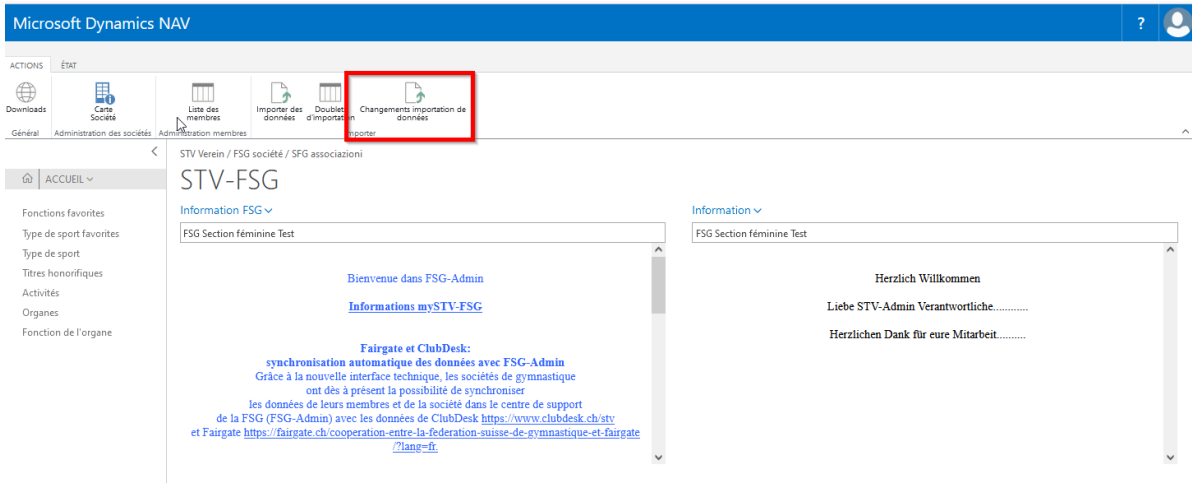 Microsoft Dynamics NAV
?
ACTIONS
ÉTAT
Downloads
Carte
Société
Liste des
membres
Importer des
données
Doublet
d'importation
Changements importation de
données
Général
Administration des sociétés
Administration membres
Importer
STV Verein / FSG société / SFG associazioni
ACCUEIL
STV-FSG
Fonctions favorites
Type de sport favorites
Type de sport
Titres honorifiques
Activités
Organes
Fonction de l'organe
Information FSG
FSG Section féminine Test
Bienvenue dans FSG-Admin
Informations mySTV-FSG
Fairgate et ClubDesk:
synchronisation automatique des données avec FSG-Admin
Grâce à la nouvelle interface technique, les sociétés de gymnastique
ont dès à présent la possibilité de synchroniser
les données de leurs membres et de la société dans le centre de support
de la FSG (FSG-Admin) avec les données de ClubDesk https://www.clubdesk.ch/stv
et Fairgate https://fairgate.ch/cooperation-entre-la-federation-suisse-de-gymnastique-et-fairgate
/?lang=fr.
Information
FSG Section féminine Test
Herzlich Willkommen
Liebe STV-Admin Verantwortliche............
Herzlichen Dank für eure Mitarbeit..........